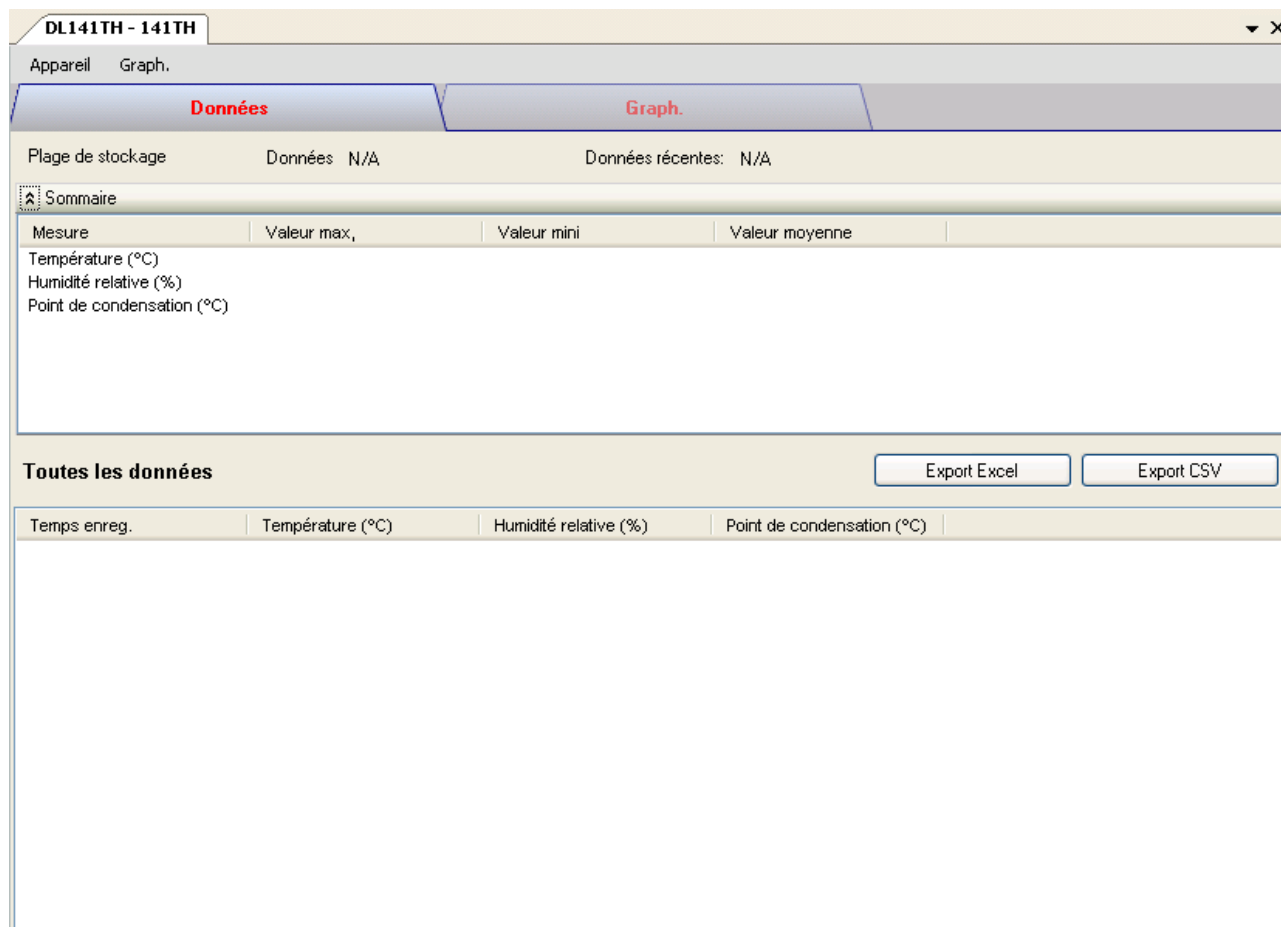 DL141TH - 141TH
Appareil Graph.
Données Graph.
Plage de stockage Données N/A Données récentes: N/A
Sommaire
Mesure Valeur max, Valeur mini Valeur moyenne
Température (°C)
Humidité relative (%)
Point de condensation (°C)
Toutes les données Export Excel Export CSV
Temps enreg. Température (°C) Humidité relative (%) Point de condensation (°C)